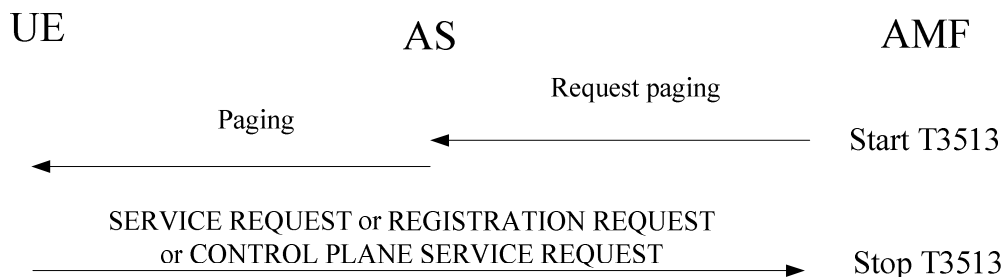 UE
AS
AMF
Request paging
Paging
Start T3513
SERVICE REQUEST or REGISTRATION REQUEST
or CONTROL PLANE SERVICE REQUEST
Stop T3513